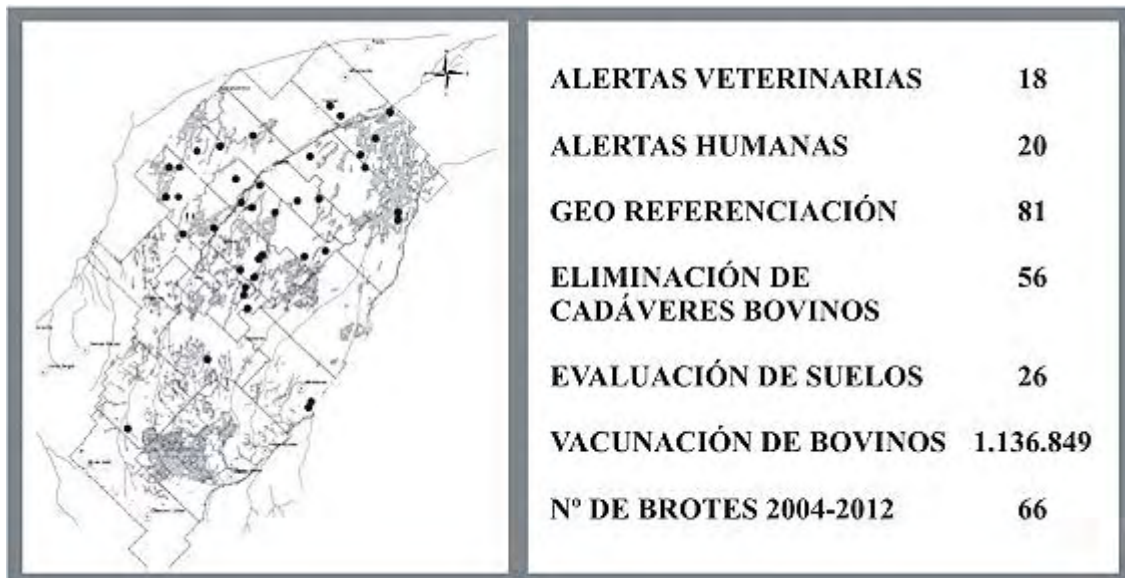 ALERTAS VETERINARIAS 18
ALERTAS HUMANAS 20
GEO REFERENCIACIÓN 81
ELIMINACIÓN DE 56
CADÁVERES BOVINOS
EVALUACIÓN DE SUELOS 26
VACUNACIÓN DE BOVINOS 1.136.849
Nº DE BROTES 2004-2012 66